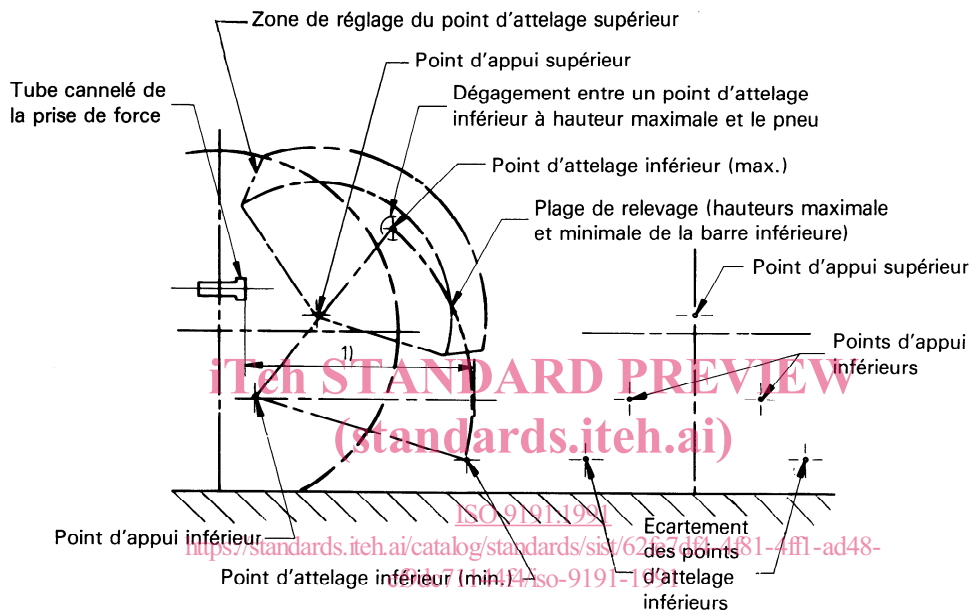 Zone de réglage du point d'attelage supérieur
Point d'appui supérieur
Tube cannelé de
la prise de force
Dégagement entre un point d'attelage
inférieur à hauteur maximale et le pneu
Point d'attelage inférieur (max.)
Plage de relevage (hauteurs maximale
et minimale de la barre inférieure)
Point d'appui supérieur
1)
Points d'appui
inférieurs
iTeh STANDARD PREVIEW
(standards.iteh.ai)
ISO 9191:1991
Point d'appui inférieur
Ecartement
des points
d'attelage
inférieurs
Point d'attelage inférieur (min.)